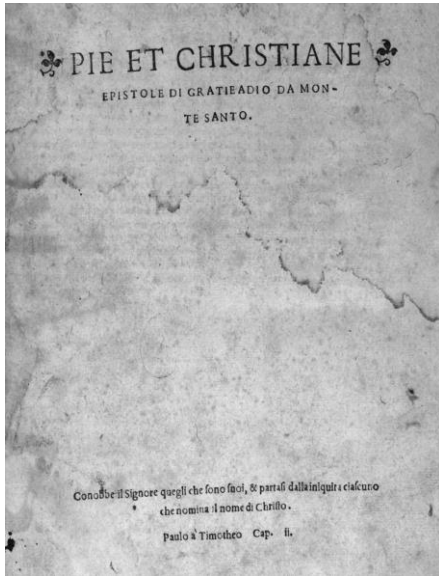 PIE ET CHRISTIANE
EPISTOLE DI GRATIEADIO DA MON-
TE SANTO.
Conobbe il Signore quegli che ſono ſuoi, & partaſi dalla iniquita ciaſcuno
che nomina il nome di Chriſto.
Paulo a Timotheo Cap. ii.